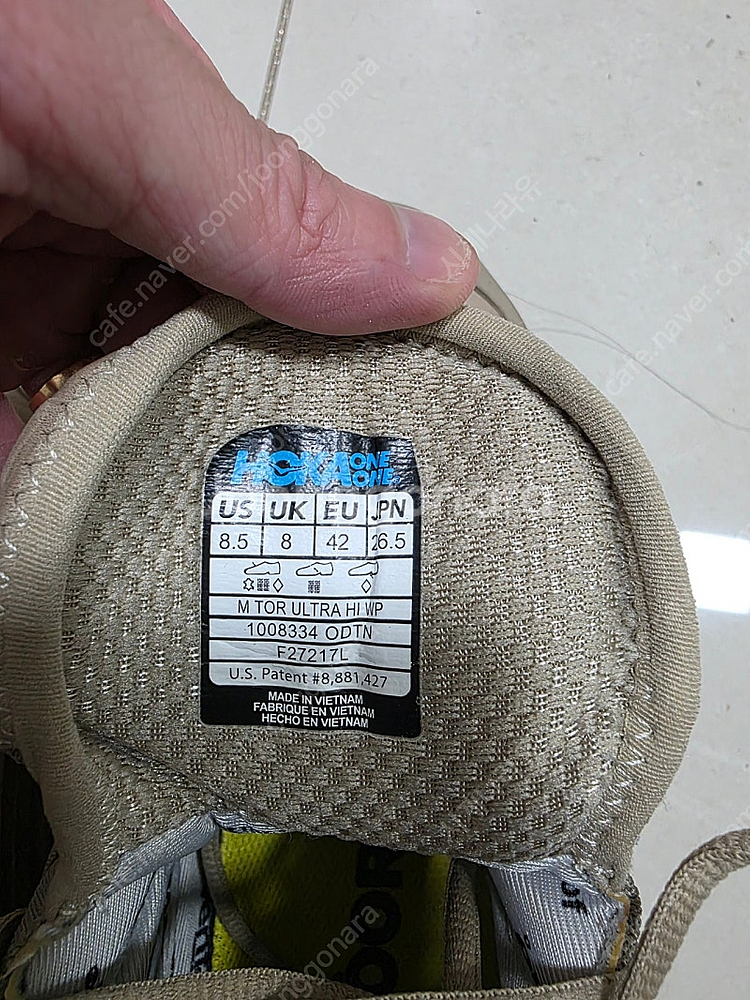 HOKA ONE ONE
US UK EU JPN
8.5 8 42 26.5
M TOR ULTRA HI WP
1008334 ODTN
F27217L
U.S. Patent #8,881,427
MADE IN VIETNAM
FABRIQUE EN VIETNAM
HECHO EN VIETNAM
cafe.naver.com/joonggonara